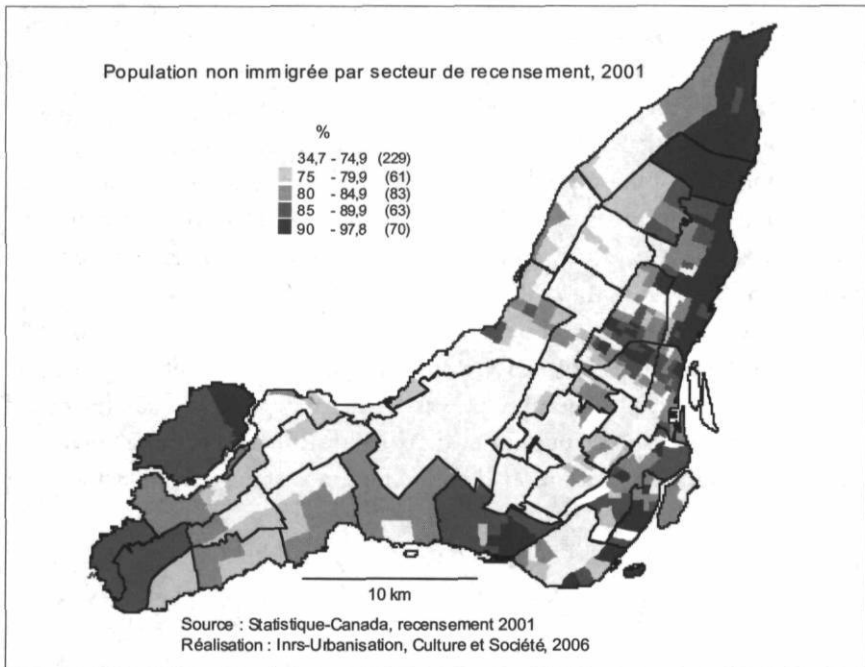 Population non immigrée par secteur de recensement, 2001
%
34,7 - 74,9 (229)
75 - 79,9 (61)
80 - 84,9 (83)
85 - 89,9 (63)
90 - 97,8 (70)
10 km
Source : Statistique-Canada, recensement 2001
Réalisation : Inrs-Urbanisation, Culture et Société, 2006